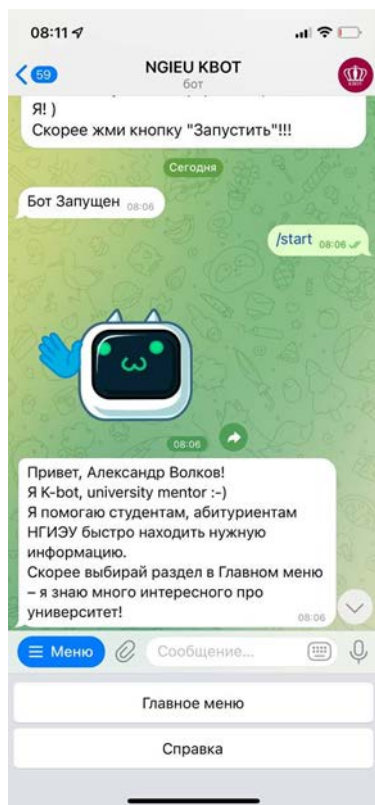 08:11
59
NGIEU KBOT
бот
Я! )
Скорее жми кнопку "Запустить"!!!
Сегодня
Бот Запущен 08:06
/start 08:06
08:06
Привет, Александр Волков!
Я K-bot, university mentor :-)
Я помогаю студентам, абитуриентам
НГИЭУ быстро находить нужную
информацию.
Скорее выбирай раздел в Главном меню
– я знаю много интересного про
университет!
08:06
Меню
Сообщение...
Главное меню
Справка